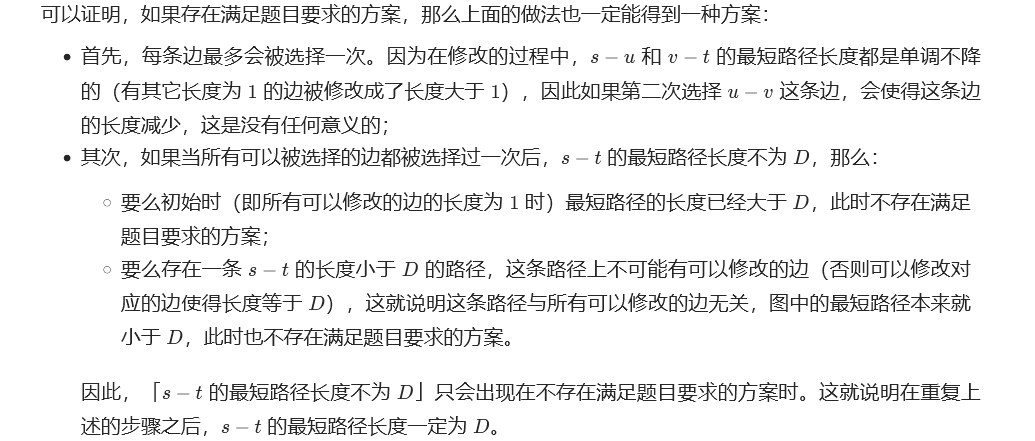 可以证明，如果存在满足题目要求的方案，那么上面的做法也一定能得到一种方案：
• 首先，每条边最多会被选择一次。因为在修改的过程中，s − u 和 v − t 的最短路径长度都是单调不降
的（有其它长度为 1 的边被修改成了长度大于 1），因此如果第二次选择 u − v 这条边，会使得这条边
的长度减少，这是没有任何意义的；
• 其次，如果当所有可以被选择的边都被选择过一次后，s − t 的最短路径长度不为 D，那么：
◦ 要么初始时（即所有可以修改的边的长度为 1 时）最短路径的长度已经大于 D，此时不存在满足
题目要求的方案；
◦ 要么存在一条 s − t 的长度小于 D 的路径，这条路径上不可能有可以修改的边（否则可以修改对
应的边使得长度等于 D），这就说明这条路径与所有可以修改的边无关，图中的最短路径本来就
小于 D，此时也不存在满足题目要求的方案。
因此，「s − t 的最短路径长度不为 D」只会出现在不存在满足题目要求的方案时。这就说明在重复上
述的步骤之后，s − t 的最短路径长度一定为 D。